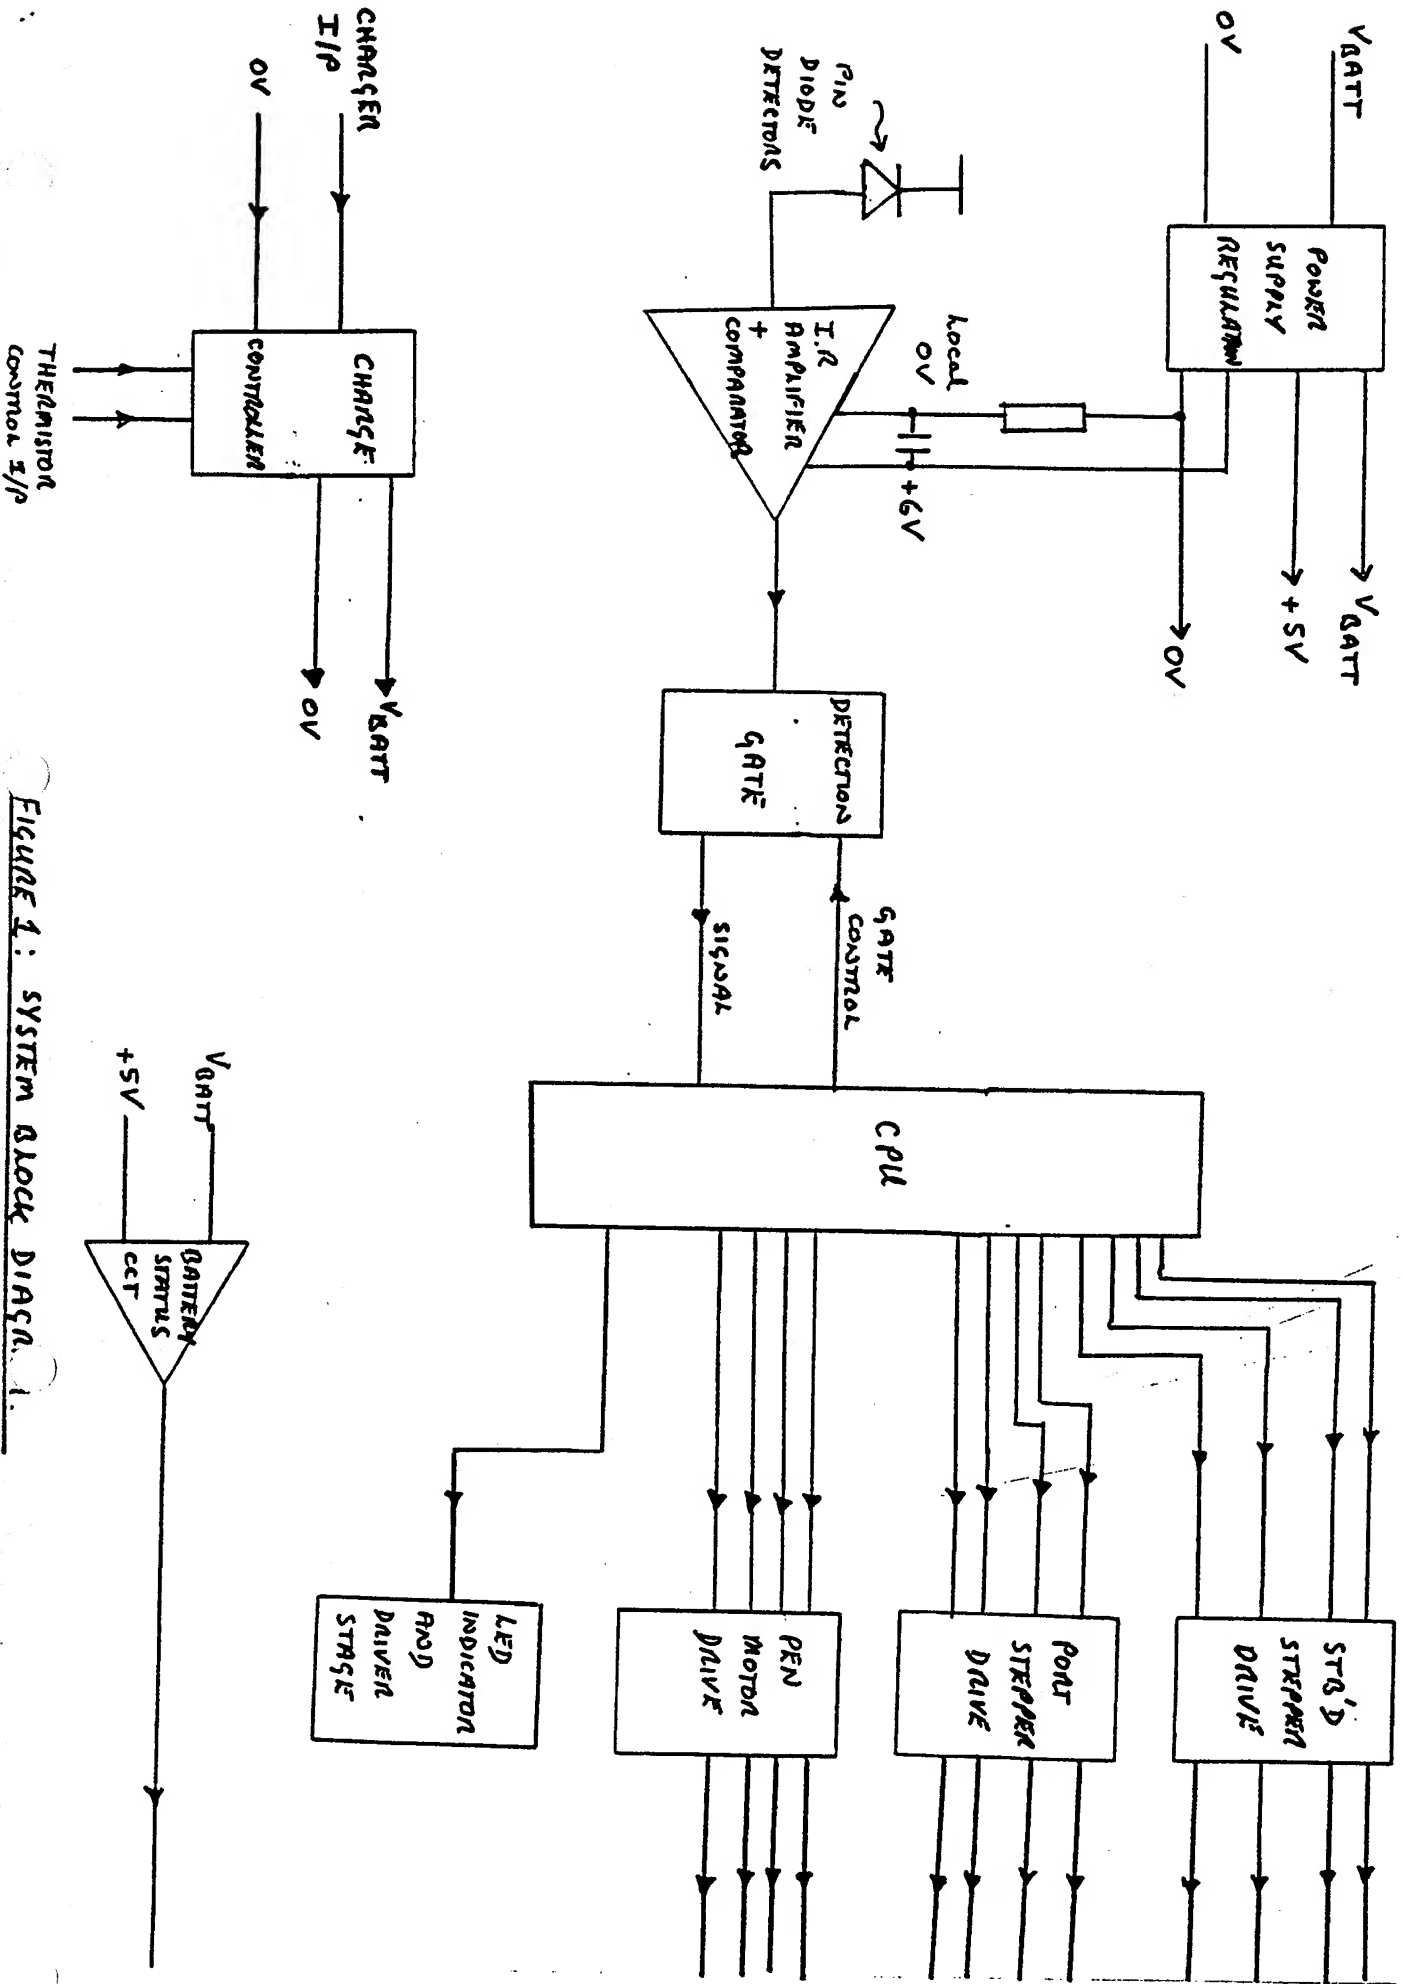 VBATT
0V
POWER
SUPPLY
REGULATION
VBATT
+5V
0V
PIN
DIODE
DETECTORS
I.R
AMPLIFIER
+
COMPARATOR
Local
0V
+6V
DETECTION
GATE
GATE
CONTROL
SIGNAL
CPU
STB'D
STEPPER
DRIVE
PORT
STEPPER
DRIVE
PEN
MOTOR
DRIVE
LED
INDICATOR
AND
DRIVER
STAGE
CHARGER
I/P
0V
CHARGE
CONTROLLER
VBATT
0V
THERMISTOR
CONTROL I/P
VBATT
+5V
BATTERY
STATUS
CCT
FIGURE 1: SYSTEM BLOCK DIAGR